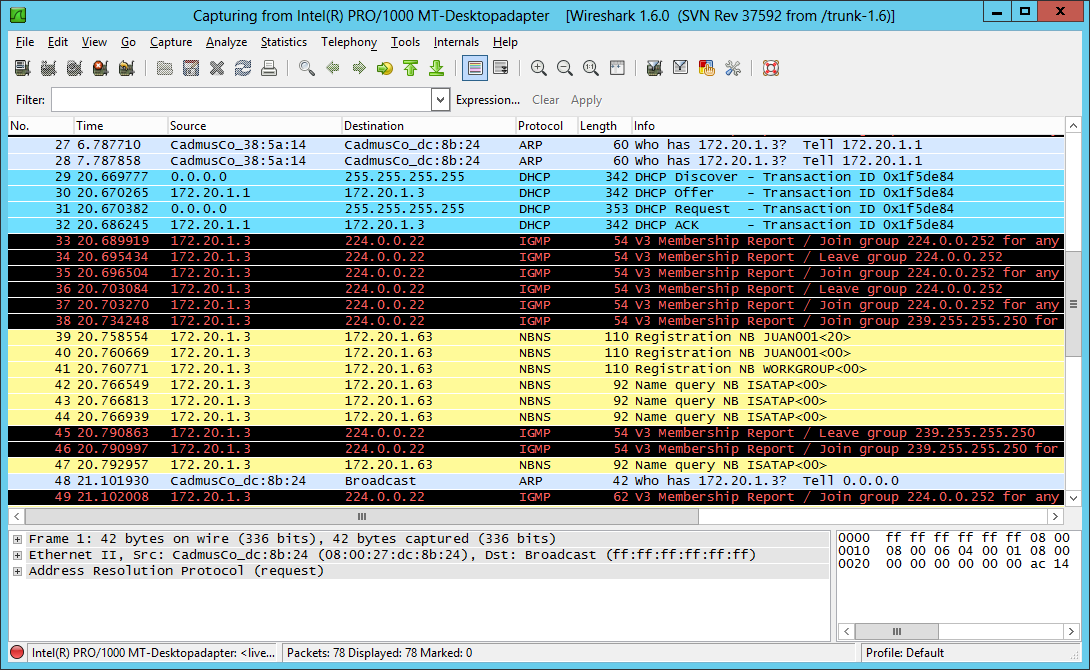 Capturing from Intel(R) PRO/1000 MT-Desktopadapter [Wireshark 1.6.0 (SVN Rev 37592 from /trunk-1.6)]
File Edit View Go Capture Analyze Statistics Telephony Tools Internals Help
Filter: Expression... Clear Apply
No. Time Source Destination Protocol Length Info
27 6.787710 CadmusCo_38:5a:14 CadmusCo_dc:8b:24 ARP 60 Who has 172.20.1.3? Tell 172.20.1.1
28 7.787858 CadmusCo_38:5a:14 CadmusCo_dc:8b:24 ARP 60 Who has 172.20.1.3? Tell 172.20.1.1
29 20.669777 0.0.0.0 255.255.255.255 DHCP 342 DHCP Discover - Transaction ID 0x1f5de84
30 20.670265 172.20.1.1 172.20.1.3 DHCP 342 DHCP Offer - Transaction ID 0x1f5de84
31 20.670382 0.0.0.0 255.255.255.255 DHCP 353 DHCP Request - Transaction ID 0x1f5de84
32 20.686245 172.20.1.1 172.20.1.3 DHCP 342 DHCP ACK - Transaction ID 0x1f5de84
33 20.689919 172.20.1.3 224.0.0.22 IGMP 54 V3 Membership Report / Join group 224.0.0.252 for any
34 20.695434 172.20.1.3 224.0.0.22 IGMP 54 V3 Membership Report / Leave group 224.0.0.252
35 20.696504 172.20.1.3 224.0.0.22 IGMP 54 V3 Membership Report / Join group 224.0.0.252 for any
36 20.703084 172.20.1.3 224.0.0.22 IGMP 54 V3 Membership Report / Leave group 224.0.0.252
37 20.703270 172.20.1.3 224.0.0.22 IGMP 54 V3 Membership Report / Join group 224.0.0.252 for any
38 20.734248 172.20.1.3 224.0.0.22 IGMP 54 V3 Membership Report / Join group 239.255.255.250 for
39 20.758554 172.20.1.3 172.20.1.63 NBNS 110 Registration NB JUAN001<20>
40 20.760669 172.20.1.3 172.20.1.63 NBNS 110 Registration NB JUAN001<00>
41 20.760771 172.20.1.3 172.20.1.63 NBNS 110 Registration NB WORKGROUP<00>
42 20.766549 172.20.1.3 172.20.1.63 NBNS 92 Name query NB ISATAP<00>
43 20.766813 172.20.1.3 172.20.1.63 NBNS 92 Name query NB ISATAP<00>
44 20.766939 172.20.1.3 172.20.1.63 NBNS 92 Name query NB ISATAP<00>
45 20.790863 172.20.1.3 224.0.0.22 IGMP 54 V3 Membership Report / Leave group 239.255.255.250
46 20.790997 172.20.1.3 224.0.0.22 IGMP 54 V3 Membership Report / Join group 239.255.255.250 for
47 20.792957 172.20.1.3 172.20.1.63 NBNS 92 Name query NB ISATAP<00>
48 21.101930 CadmusCo_dc:8b:24 Broadcast ARP 42 Who has 172.20.1.3? Tell 0.0.0.0
49 21.102008 172.20.1.3 224.0.0.22 IGMP 62 V3 Membership Report / Join group 224.0.0.252 for any
Frame 1: 42 bytes on wire (336 bits), 42 bytes captured (336 bits)
Ethernet II, Src: CadmusCo_dc:8b:24 (08:00:27:dc:8b:24), Dst: Broadcast (ff:ff:ff:ff:ff:ff)
Address Resolution Protocol (request)
0000 ff ff ff ff ff ff 08 00
0010 08 00 06 04 00 01 08 00
0020 00 00 00 00 00 00 ac 14
Intel(R) PRO/1000 MT-Desktopadapter: <live... Packets: 78 Displayed: 78 Marked: 0 Profile: Default